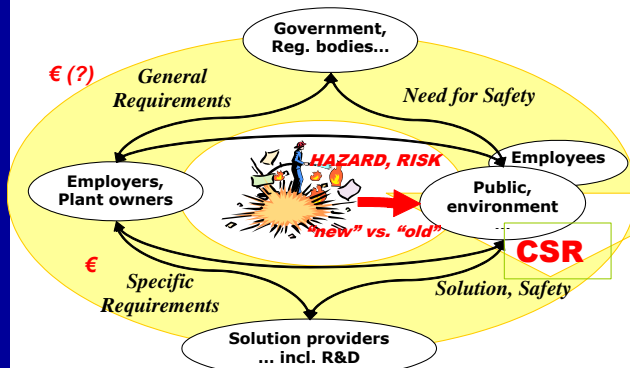 Government,
Reg. bodies...
€ (?)
General
Requirements
Need for Safety
HAZARD, RISK
Employees
Employers,
Plant owners
Public,
environment
...
"new" vs. "old"
CSR
€
Specific
Requirements
Solution, Safety
Solution providers
... incl. R&D